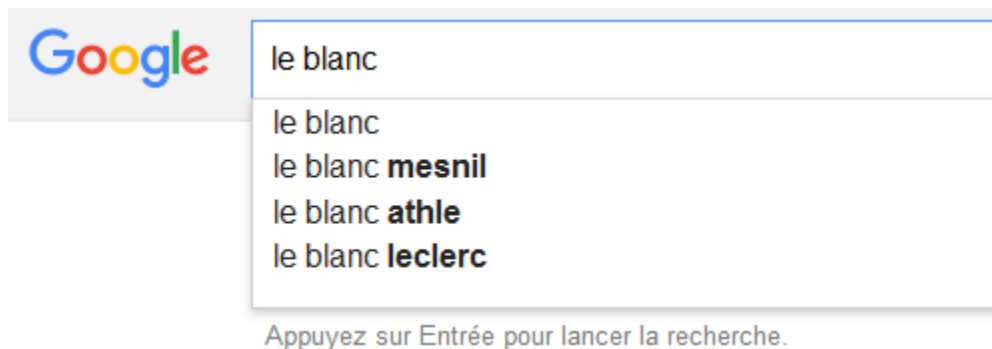 Google
le blanc
le blanc
le blanc mesnil
le blanc athle
le blanc leclerc
Appuyez sur Entrée pour lancer la recherche.